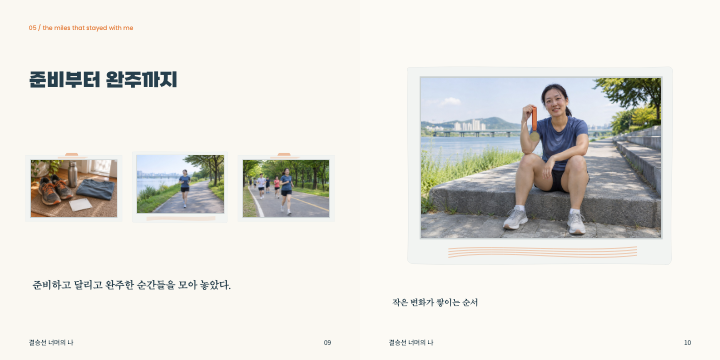 05 / the miles that stayed with me
준비부터 완주까지
준비하고 달리고 완주한 순간들을 모아 놓았다.
결승선 너머의 나
09
작은 변화가 쌓이는 순서
결승선 너머의 나
10